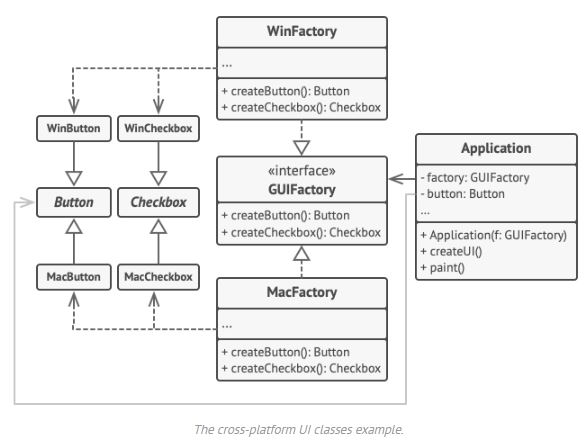 WinFactory
...
+ createButton(): Button
+ createCheckbox(): Checkbox
WinButton
WinCheckbox
«interface»
GUIFactory
+ createButton(): Button
+ createCheckbox(): Checkbox
Application
- factory: GUIFactory
- button: Button
...
+ Application(f: GUIFactory)
+ createUI()
+ paint()
Button
Checkbox
MacButton
MacCheckbox
MacFactory
...
+ createButton(): Button
+ createCheckbox(): Checkbox
The cross-platform UI classes example.